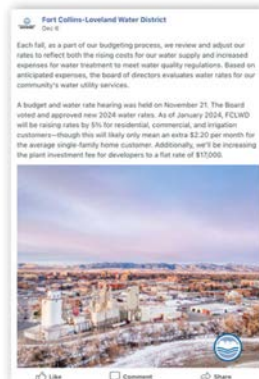 Fort Collins-Loveland Water District
Dec 6
Each fall, as a part of our budgeting process, we review and adjust our
rates to reflect both the rising costs for our water supply and increased
expenses for water treatment to meet water quality regulations. Based on
anticipated expenses, the board of directors evaluates water rates for our
community's water utility services.
A budget and water rate hearing was held on November 21. The Board
voted and approved new 2024 water rates. As of January 2024, FCLWD
will be raising rates by 5% for residential, commercial, and irrigation
customers—though this will likely only mean an extra $2.20 per month for
the average single-family home customer. Additionally, we'll be increasing
the plant investment fee for developers to a flat rate of $17,000.
Like Comment Share